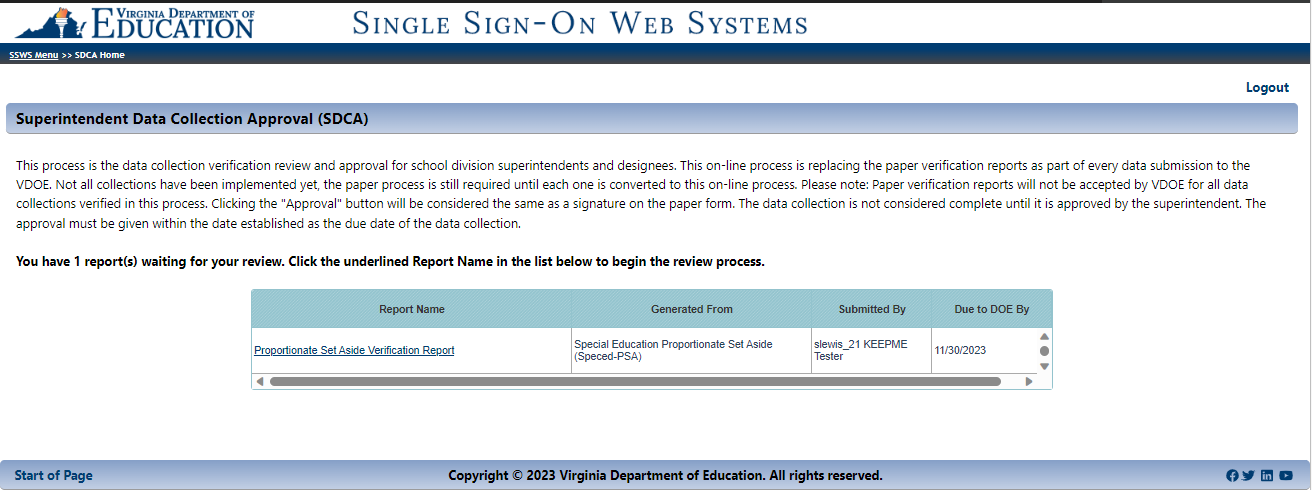 VIRGINIA DEPARTMENT OF
EDUCATION
SINGLE SIGN-ON WEB SYSTEMS
SSWS Menu >> SDCA Home
Logout
Superintendent Data Collection Approval (SDCA)
This process is the data collection verification review and approval for school division superintendents and designees. This on-line process is replacing the paper verification reports as part of every data submission to the
VDOE. Not all collections have been implemented yet, the paper process is still required until each one is converted to this on-line process. Please note: Paper verification reports will not be accepted by VDOE for all data
collections verified in this process. Clicking the "Approval" button will be considered the same as a signature on the paper form. The data collection is not considered complete until it is approved by the superintendent. The
approval must be given within the date established as the due date of the data collection.
You have 1 report(s) waiting for your review. Click the underlined Report Name in the list below to begin the review process.
Report Name Generated From Submitted By Due to DOE By
Proportionate Set Aside Verification Report Special Education Proportionate Set Aside slewis_21 KEEPME 11/30/2023
(Speced-PSA) Tester
Start of Page Copyright © 2023 Virginia Department of Education. All rights reserved.